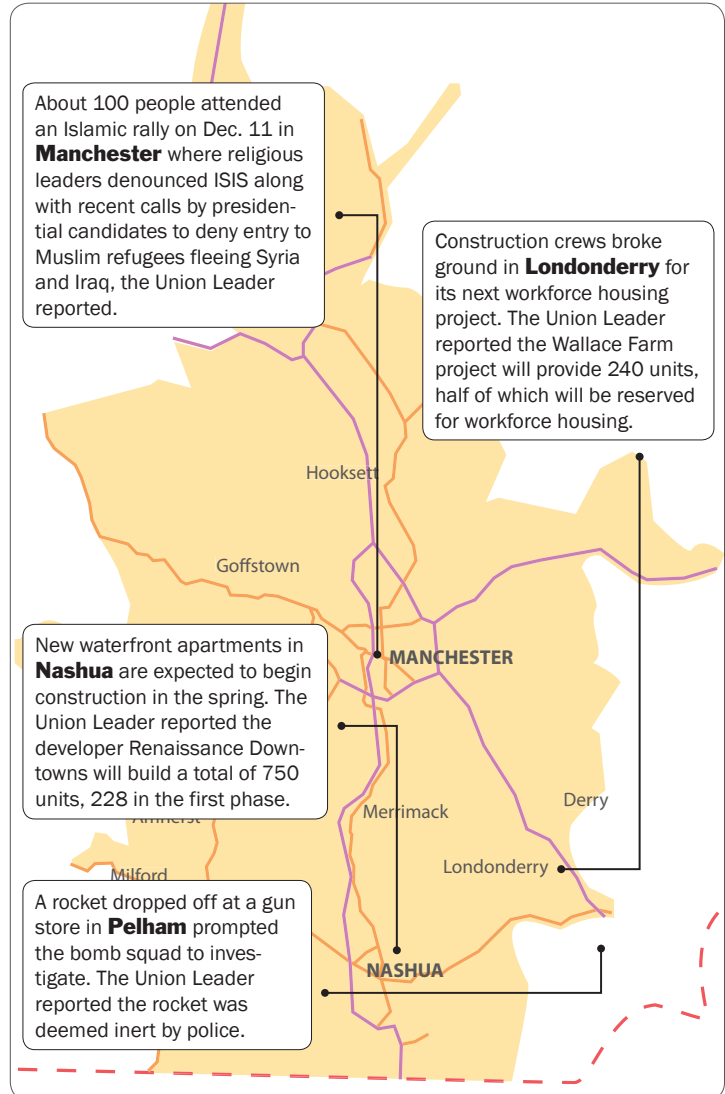 About 100 people attended
an Islamic rally on Dec. 11 in
Manchester where religious
leaders denounced ISIS along
with recent calls by presiden-
tial candidates to deny entry to
Muslim refugees fleeing Syria
and Iraq, the Union Leader
reported.
Construction crews broke
ground in Londonderry for
its next workforce housing
project. The Union Leader
reported the Wallace Farm
project will provide 240 units,
half of which will be reserved
for workforce housing.
Hooksett
Goffstown
New waterfront apartments in
Nashua are expected to begin
construction in the spring. The
Union Leader reported the
developer Renaissance Down-
towns will build a total of 750
units, 228 in the first phase.
MANCHESTER
Derry
Merrimack
Amherst
Londonderry
Milford
A rocket dropped off at a gun
store in Pelham prompted
the bomb squad to inves-
tigate. The Union Leader
reported the rocket was
deemed inert by police.
NASHUA